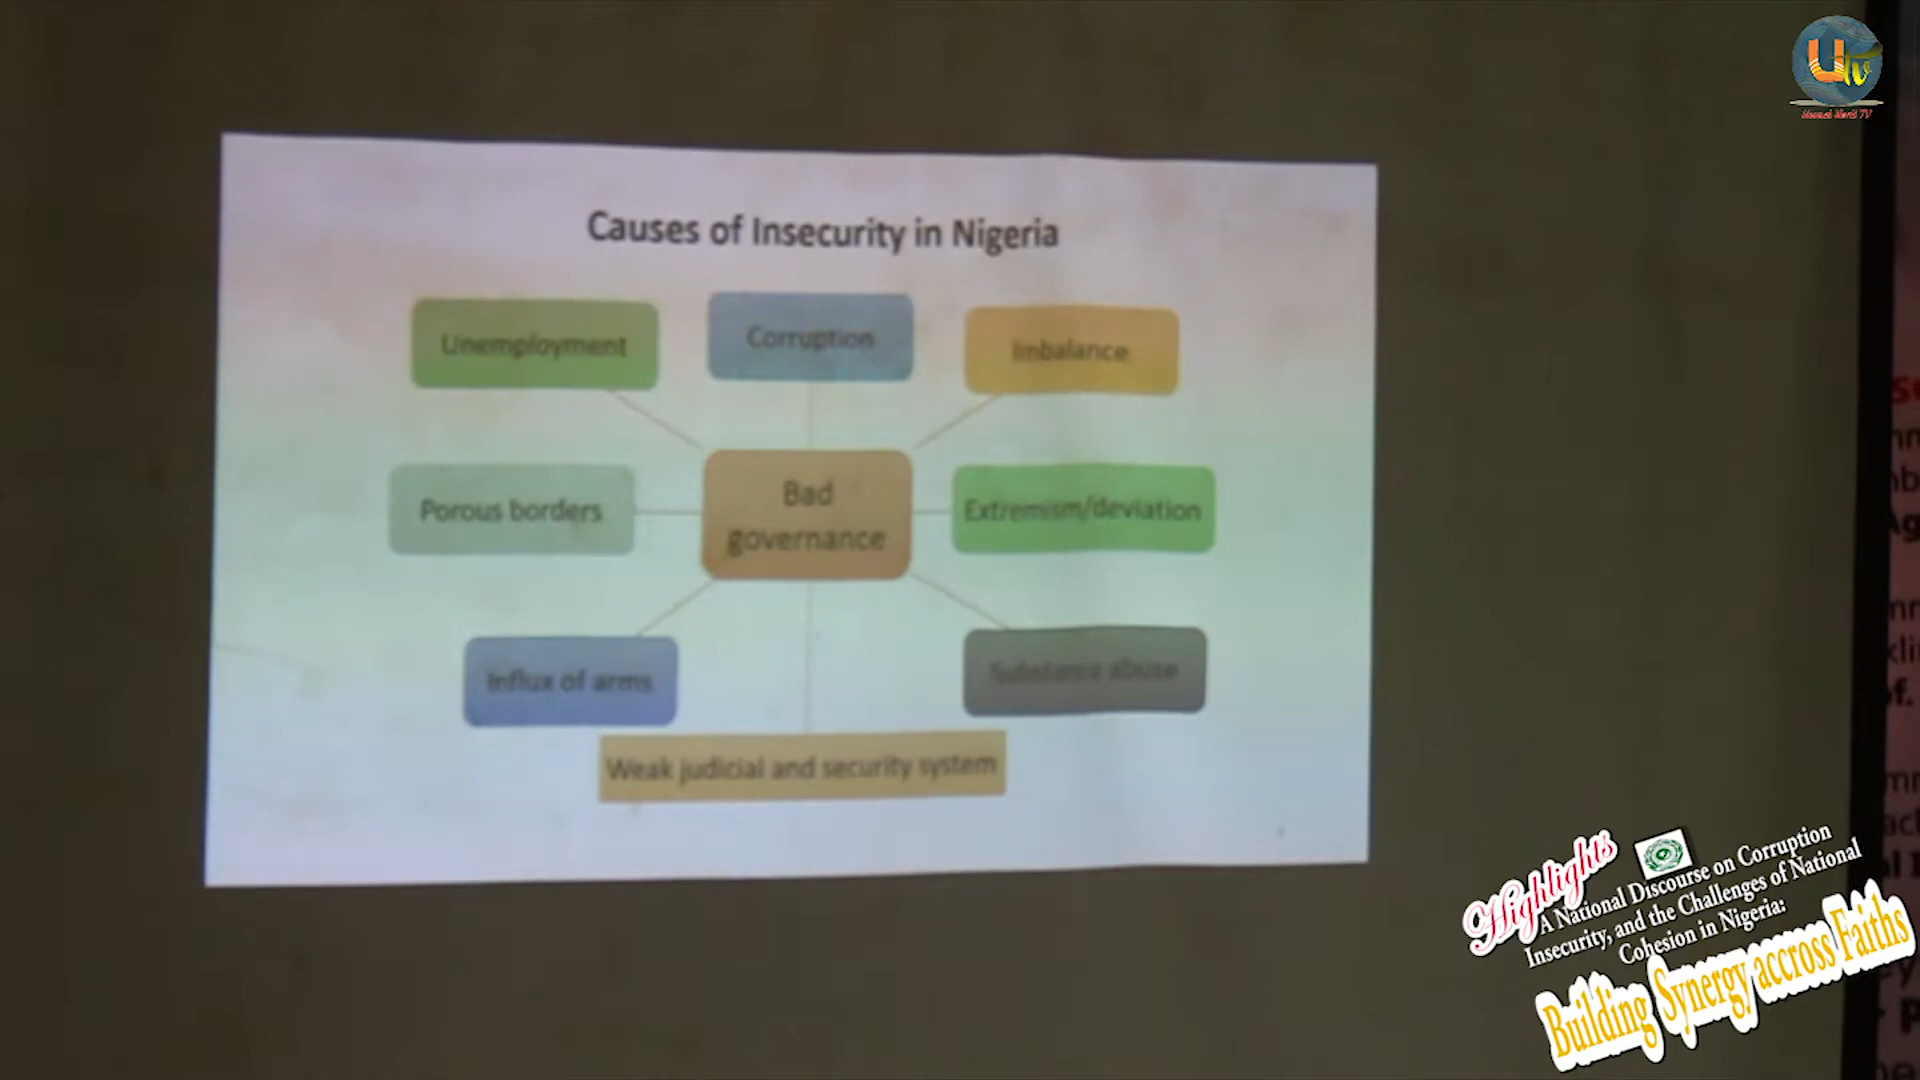 UTV
Causes of Insecurity in Nigeria
Unemployment
Corruption
Imbalance
Porous borders
Bad
governance
Extremism/deviation
Influx of arms
Substance abuse
Weak judicial and security system
Highlights
A National Discourse on Corruption
Insecurity, and the Challenges of National
Cohesion in Nigeria:
Building Synergy accross Faiths